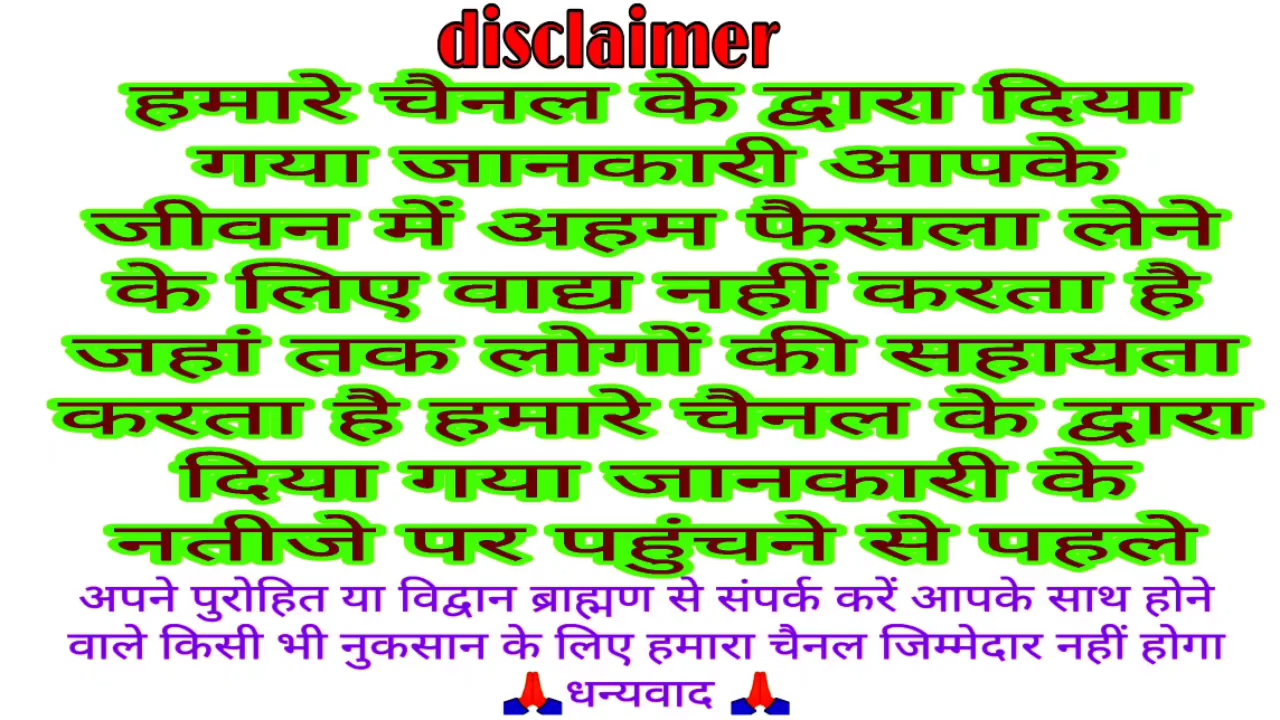 disclaimer
हमारे चैनल के द्वारा दिया
गया जानकारी आपके
जीवन में अहम फैसला लेने
के लिए वाद्य नहीं करता है
जहां तक लोगों की सहायता
करता है हमारे चैनल के द्वारा
दिया गया जानकारी के
नतीजे पर पहुंचने से पहले
अपने पुरोहित या विद्वान ब्राह्मण से संपर्क करें आपके साथ होने
वाले किसी भी नुकसान के लिए हमारा चैनल जिम्मेदार नहीं होगा
🙏धन्यवाद 🙏